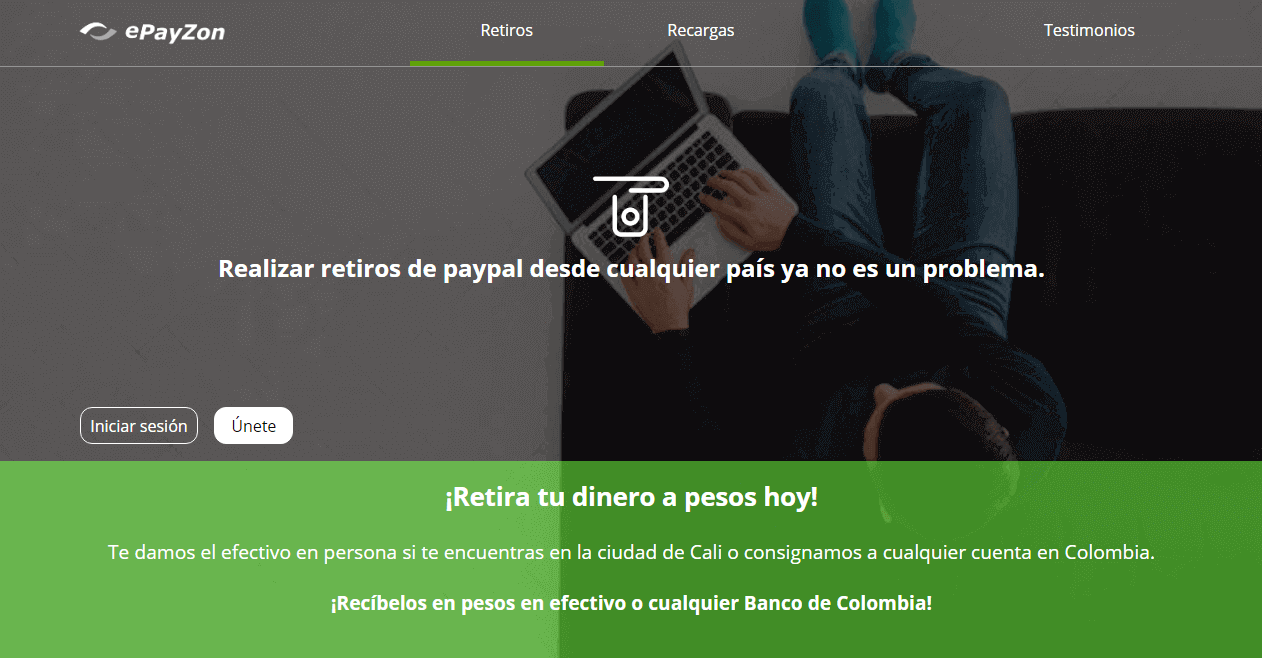 ePayZon
Retiros
Recargas
Testimonios
Realizar retiros de paypal desde cualquier país ya no es un problema.
Iniciar sesión
Únete
¡Retira tu dinero a pesos hoy!
Te damos el efectivo en persona si te encuentras en la ciudad de Cali o consignamos a cualquier cuenta en Colombia.
¡Recíbelos en pesos en efectivo o cualquier Banco de Colombia!